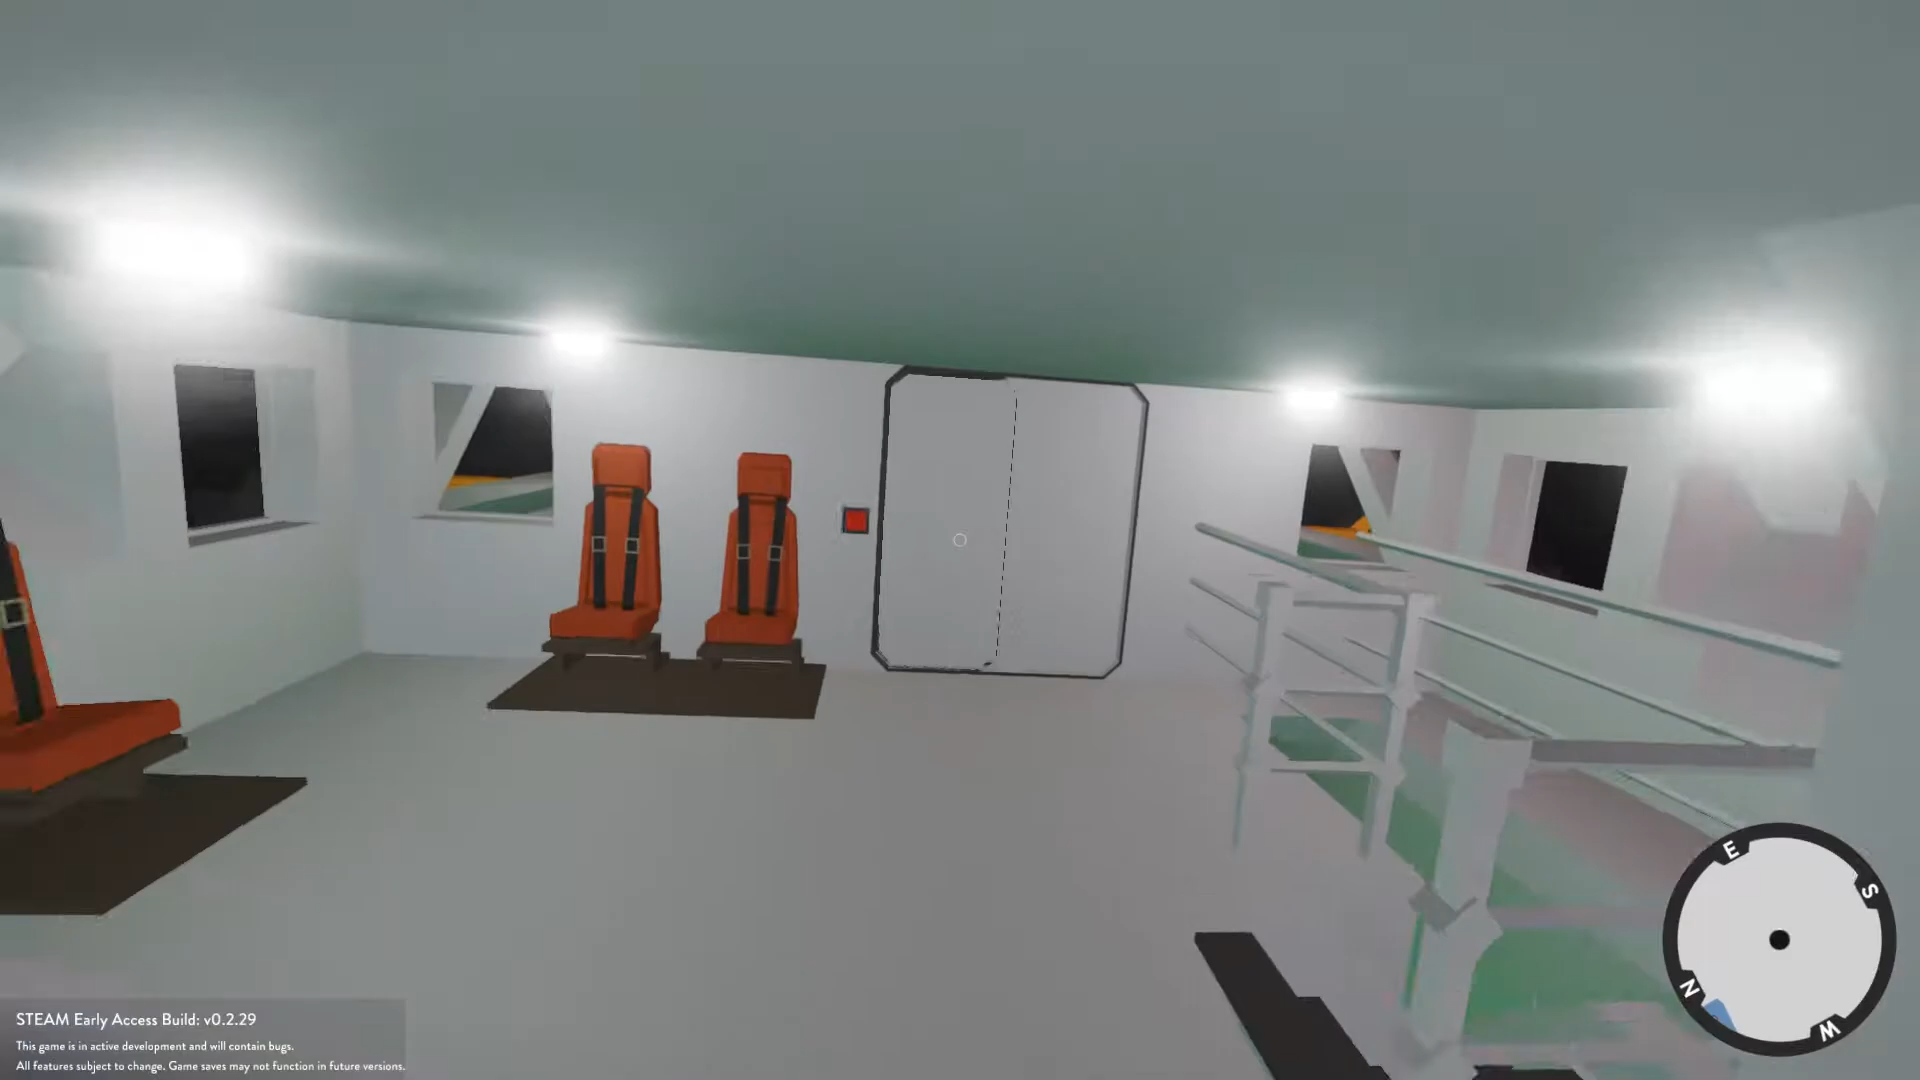 E
S
N
W
STEAM Early Access Build: v0.2.29
This game is in active development and will contain bugs.
All features subject to change. Game saves may not function in future versions.